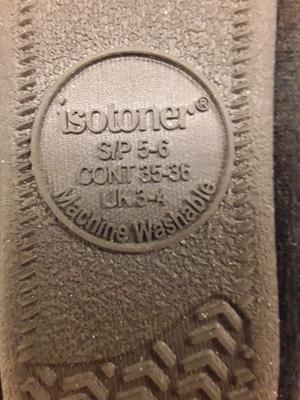 isotoner®
S/P 5-6
CONT 35-36
UK 3-4
Machine Washable